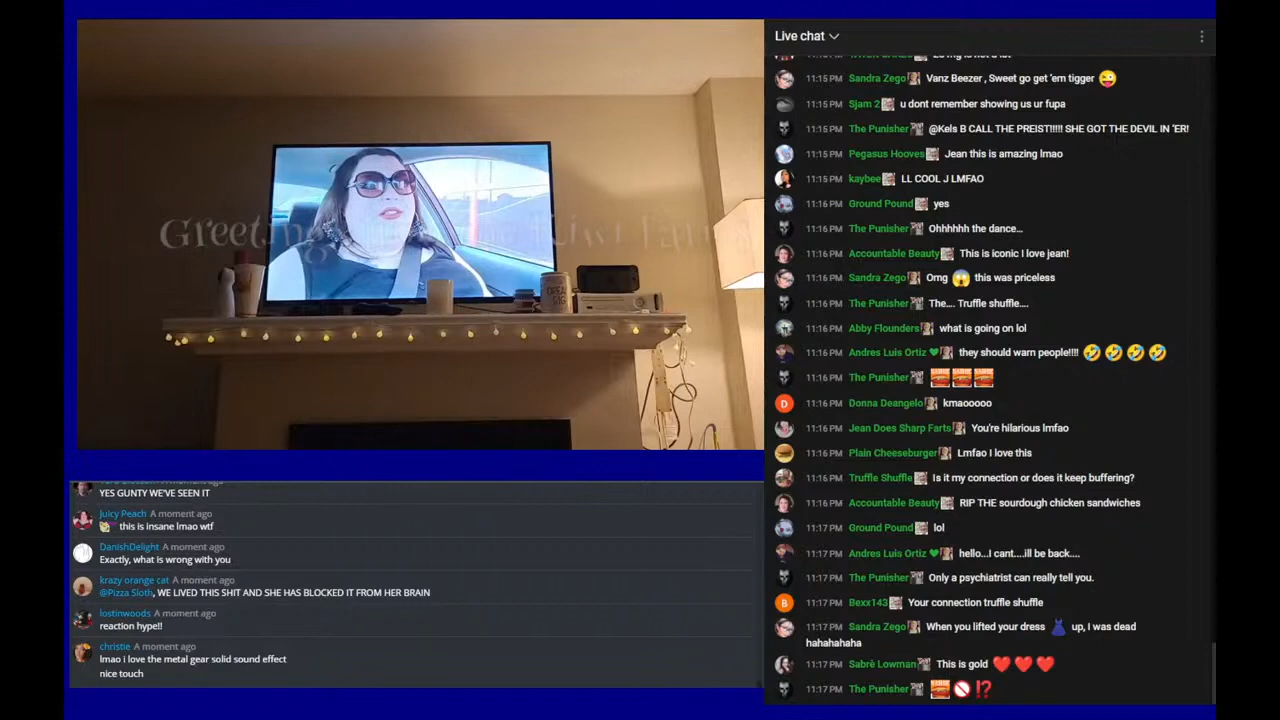 Live chat
11:15 PM Sandra Zego Vanz Beezer , Sweet go get 'em tigger
11:15 PM Sjam 2 u dont remember showing us ur fupa
11:15 PM The Punisher @Kels B CALL THE PREIST!!!!! SHE GOT THE DEVIL IN 'ER!
11:15 PM Pegasus Hooves Jean this is amazing lmao
11:15 PM kaybee LL COOL J LMFAO
11:16 PM Ground Pound yes
11:16 PM The Punisher Ohhhhhh the dance...
11:16 PM Accountable Beauty This is iconic I love jean!
11:16 PM Sandra Zego Omg 😱 this was priceless
11:16 PM The Punisher The.... Truffle shuffle....
11:16 PM Abby Flounders what is going on lol
11:16 PM Andres Luis Ortiz they should warn people!!!! 🤣 🤣 🤣 🤣
11:16 PM The Punisher
11:16 PM Donna Deangelo kmaooooo
11:16 PM Jean Does Sharp Farts You're hilarious lmfao
11:16 PM Plain Cheeseburger Lmfao I love this
11:16 PM Truffle Shuffle Is it my connection or does it keep buffering?
11:16 PM Accountable Beauty RIP THE sourdough chicken sandwiches
11:17 PM Ground Pound lol
11:17 PM Andres Luis Ortiz hello...I cant....ill be back....
11:17 PM The Punisher Only a psychiatrist can really tell you.
11:17 PM Bexx143 Your connection truffle shuffle
11:17 PM Sandra Zego When you lifted your dress 👗 up, I was dead
hahahahaha
11:17 PM Sabrè Lowman This is gold ❤️ ❤️ ❤️
11:17 PM The Punisher 🚫 ⁉️
Greetings
YES GUNTY WE'VE SEEN IT
Juicy Peach A moment ago
this is insane lmao wtf
DanishDelight A moment ago
Exactly, what is wrong with you
krazy orange cat A moment ago
@Pizza Sloth, WE LIVED THIS SHIT AND SHE HAS BLOCKED IT FROM HER BRAIN
lostinwoods A moment ago
reaction hype!!
christie A moment ago
lmao i love the metal gear solid sound effect
nice touch